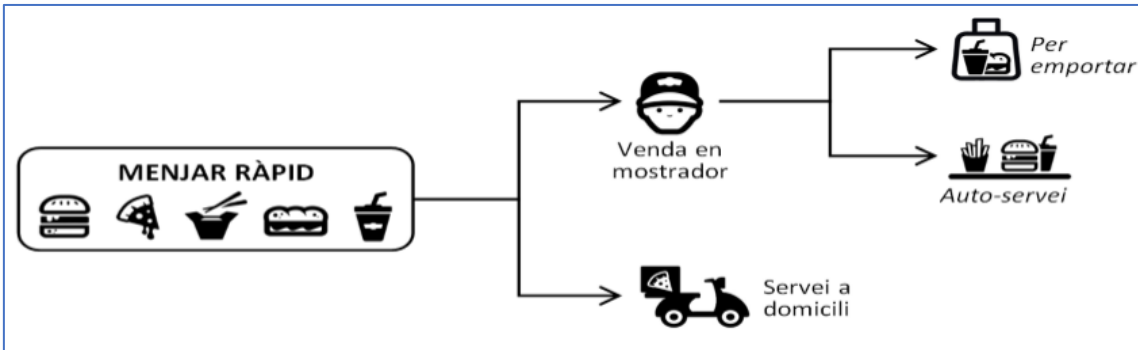 MENJAR RÀPID
Venda en
mostrador
Per
emportar
Auto-servei
Servei a
domicili